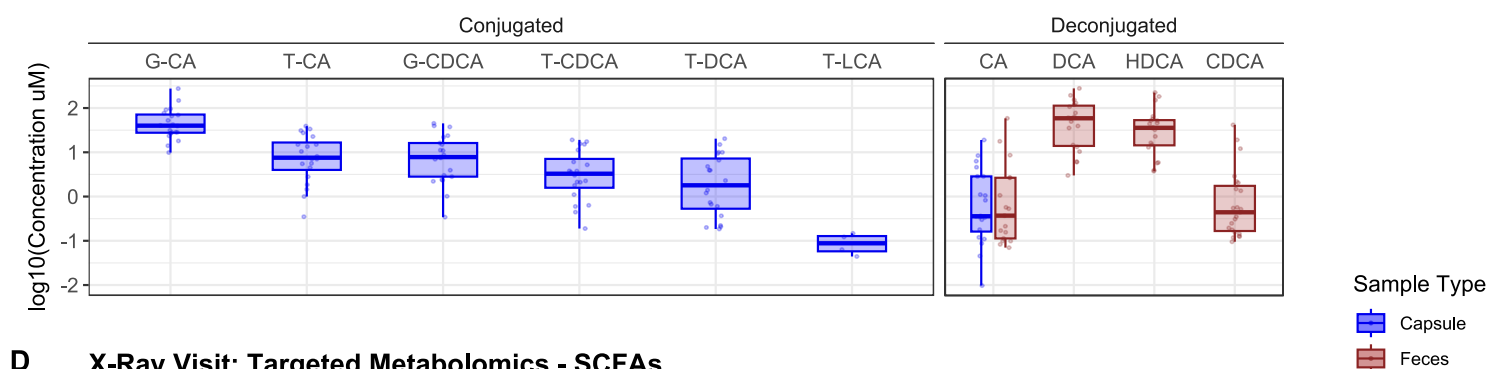 Conjugated Deconjugated
G-CA T-CA G-CDCA T-CDCA T-DCA T-LCA CA DCA HDCA CDCA
log10(Concentration uM)
2
1
0
-1
-2
Sample Type
Capsule
Feces
D X-Ray Visit: Targeted Metabolomics - SCFAs